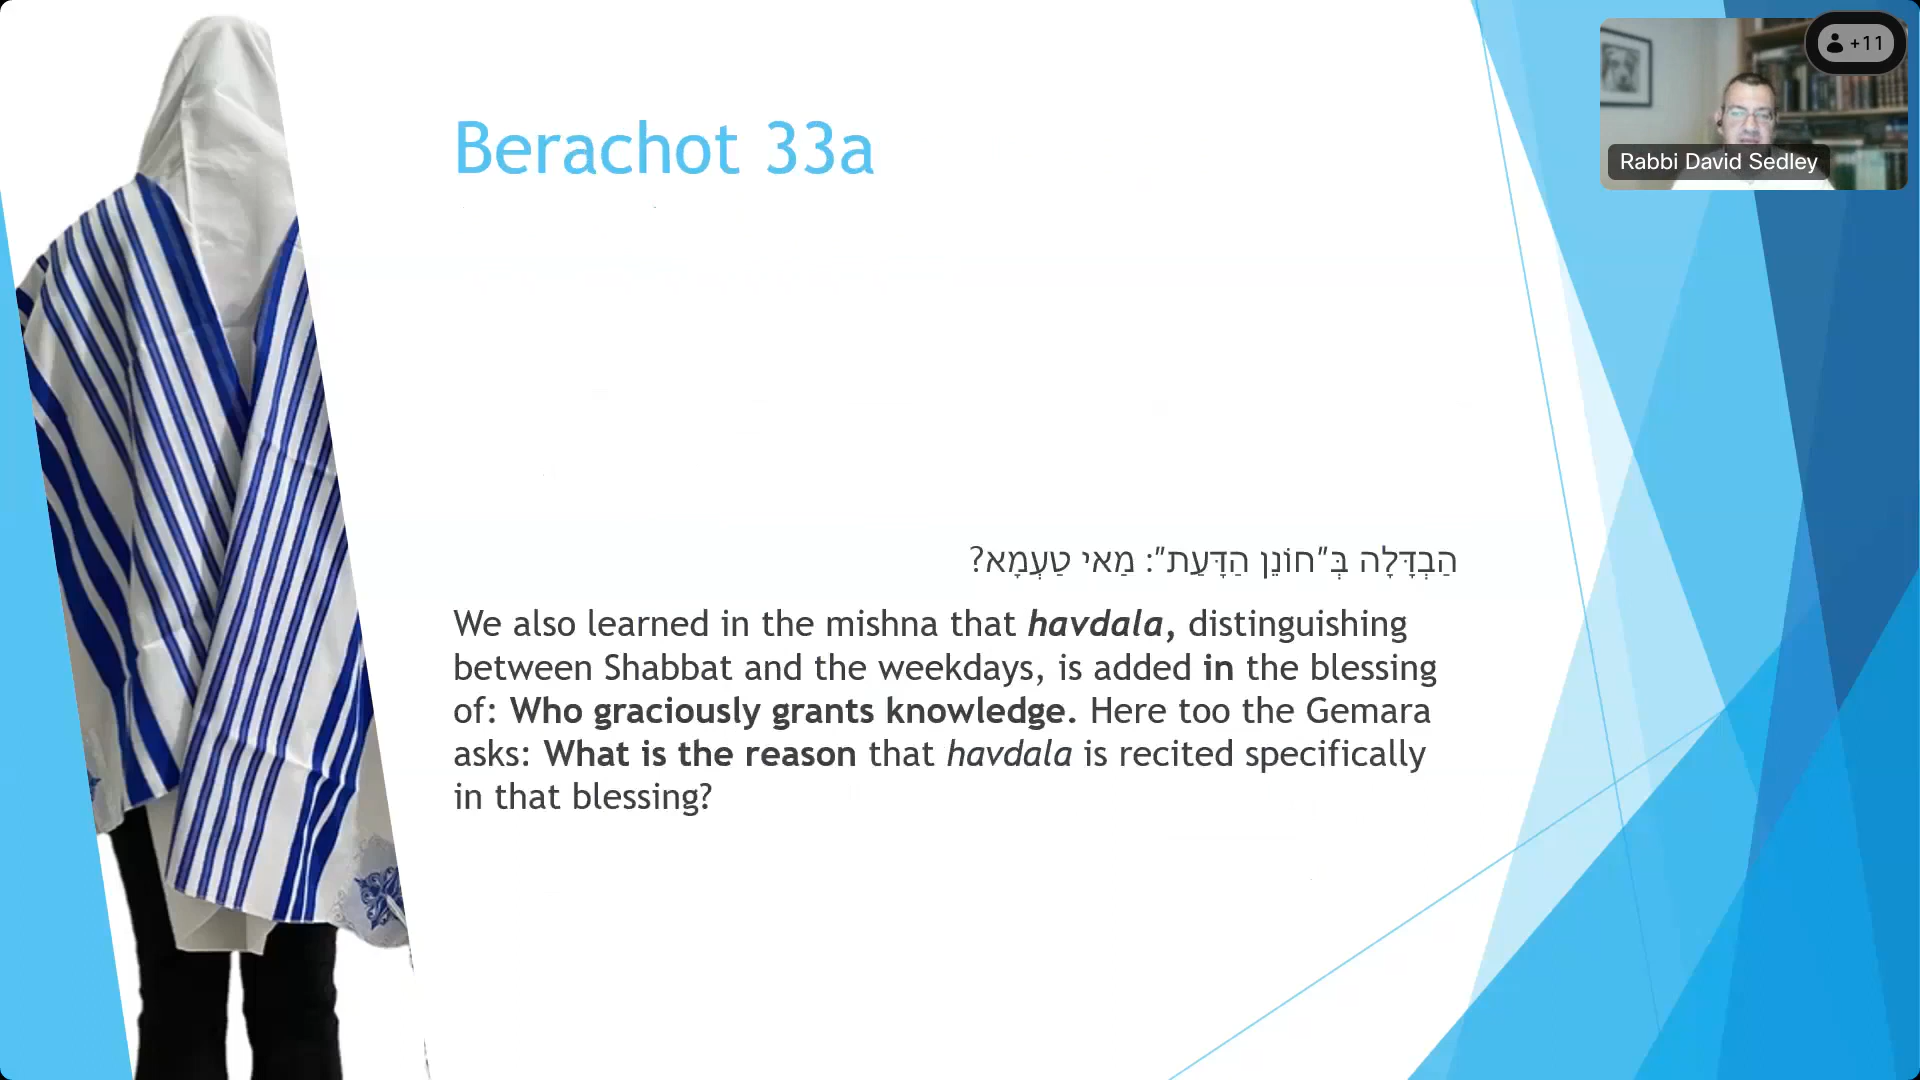 +11
Rabbi David Sedley
Berachot 33a
הַבְדָּלָה בְּ"חוֹנֵן הַדָּעַת": מַאי טַעְמָא?
We also learned in the mishna that havdala, distinguishing
between Shabbat and the weekdays, is added in the blessing
of: Who graciously grants knowledge. Here too the Gemara
asks: What is the reason that havdala is recited specifically
in that blessing?